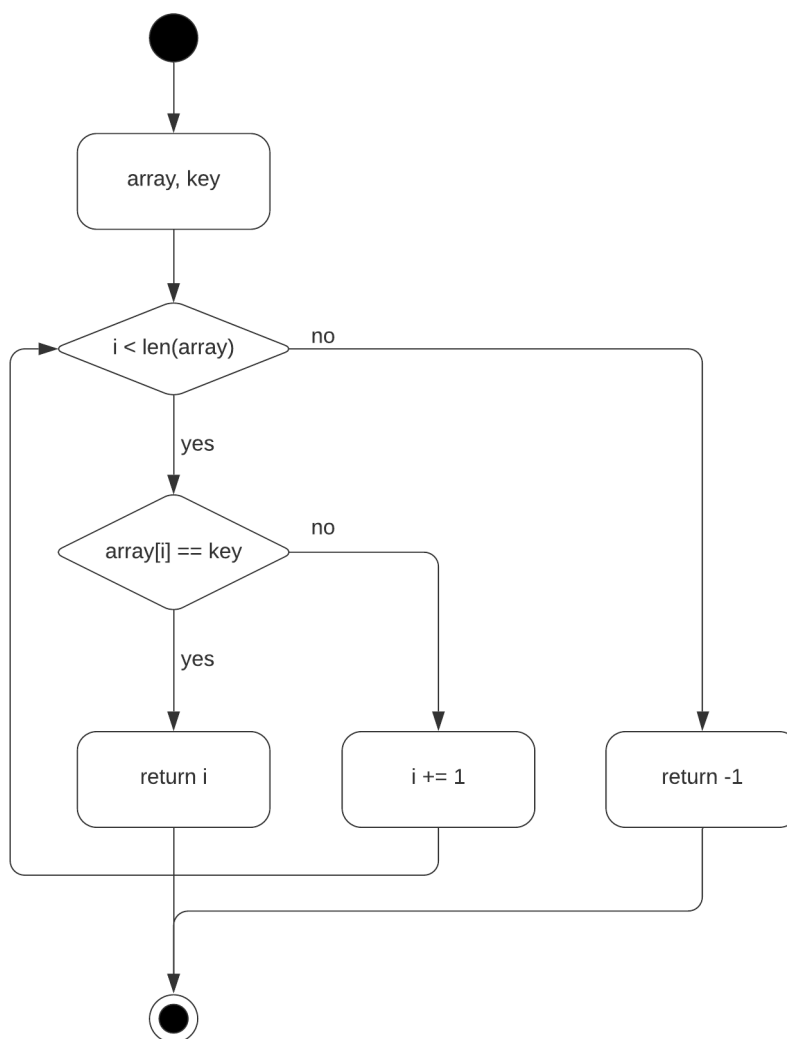 array, key
i < len(array)
no
yes
array[i] == key
no
yes
return i
i += 1
return -1